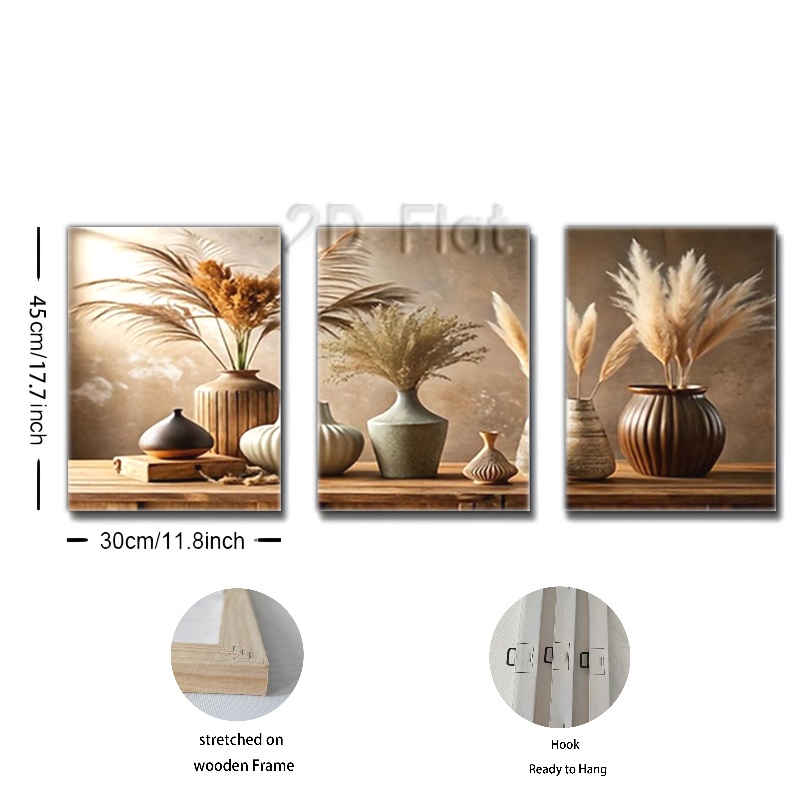 2D Flat
45cm/17.7inch
30cm/11.8inch
stretched on
wooden Frame
Hook
Ready to Hang